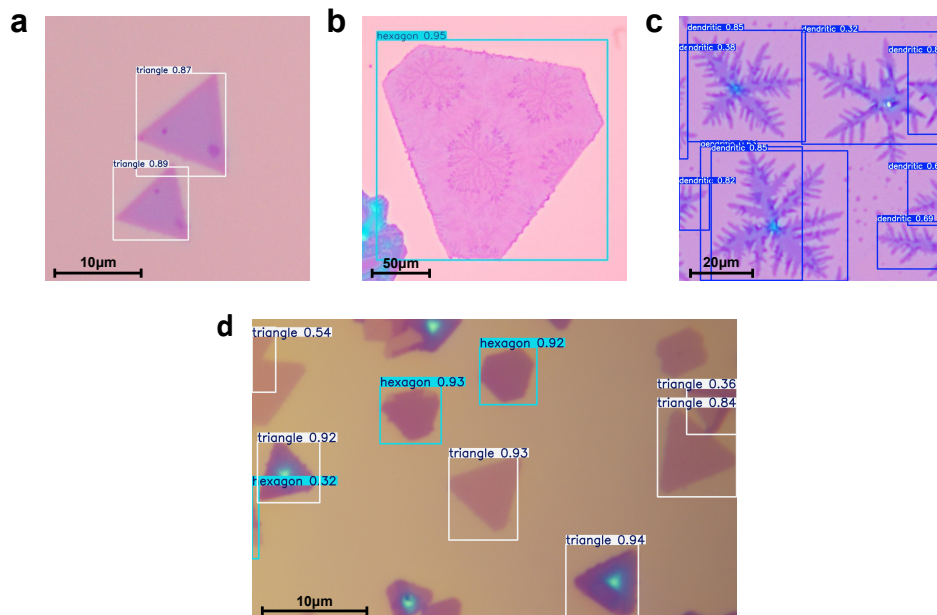 a
triangle 0.87
triangle 0.89
10μm
b
hexagon 0.95
50μm
c
dendritic 0.85
dendritic 0.32
dendritic 0.38
dendritic 0.85
dendritic 0.82
dendritic 0.69
20μm
d
triangle 0.54
hexagon 0.92
hexagon 0.93
triangle 0.36
triangle 0.84
triangle 0.92
triangle 0.93
hexagon 0.32
triangle 0.94
10μm